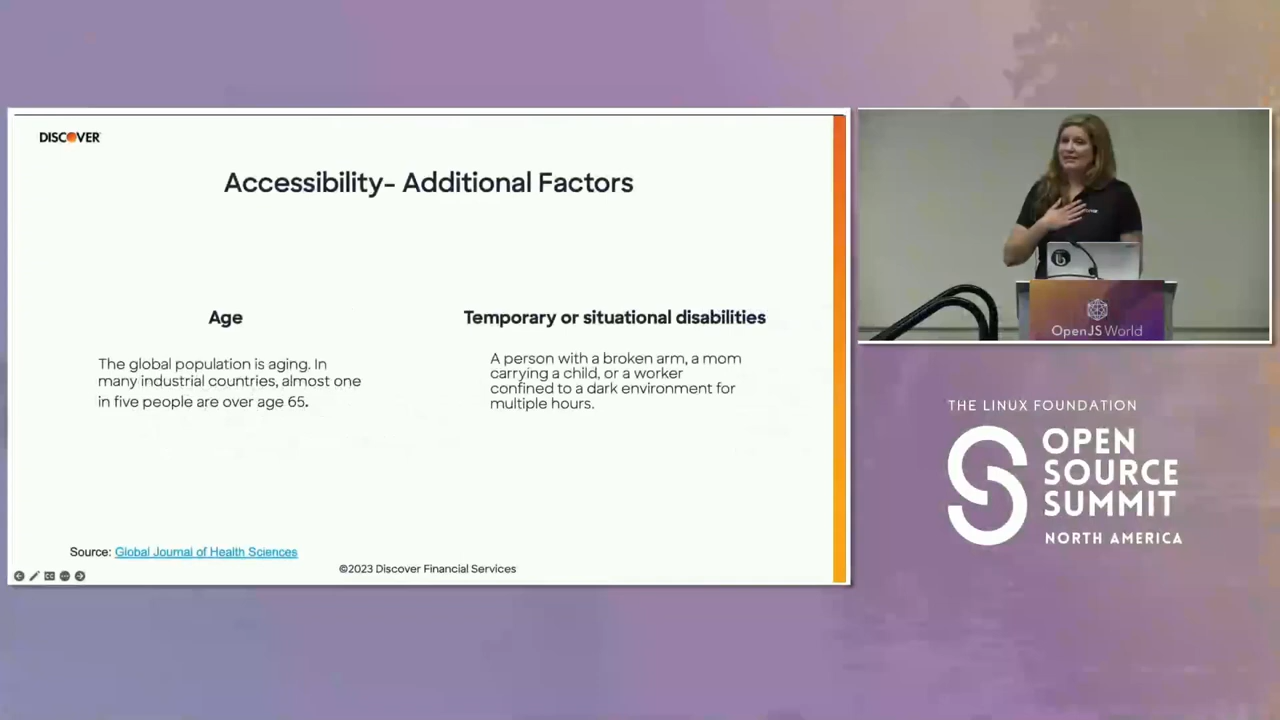 DISCOVER
Accessibility- Additional Factors
Age
The global population is aging. In
many industrial countries, almost one
in five people are over age 65.
Temporary or situational disabilities
A person with a broken arm, a mom
carrying a child, or a worker
confined to a dark environment for
multiple hours.
Source: Global Journal of Health Sciences
©2023 Discover Financial Services
OpenJS World
THE LINUX FOUNDATION
OPEN
SOURCE
SUMMIT
NORTH AMERICA